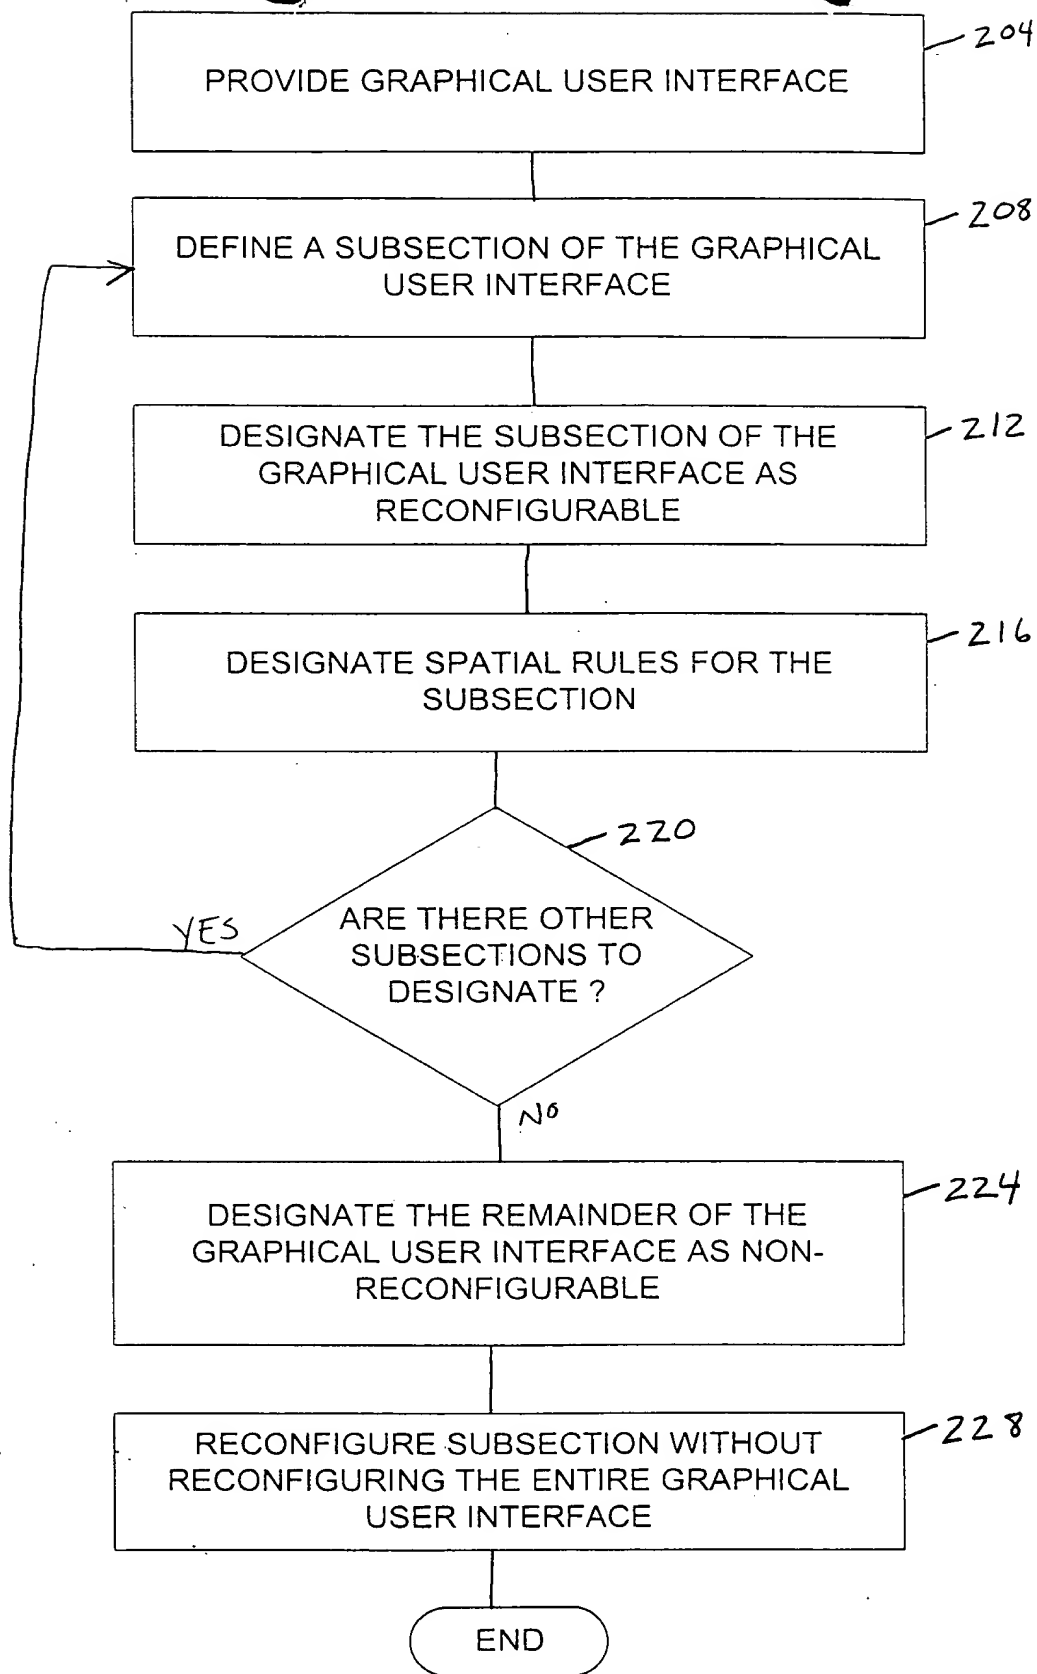 204
PROVIDE GRAPHICAL USER INTERFACE
208
DEFINE A SUBSECTION OF THE GRAPHICAL
USER INTERFACE
212
DESIGNATE THE SUBSECTION OF THE
GRAPHICAL USER INTERFACE AS
RECONFIGURABLE
216
DESIGNATE SPATIAL RULES FOR THE
SUBSECTION
220
YES
ARE THERE OTHER
SUBSECTIONS TO
DESIGNATE ?
NO
224
DESIGNATE THE REMAINDER OF THE
GRAPHICAL USER INTERFACE AS NON-
RECONFIGURABLE
228
RECONFIGURE SUBSECTION WITHOUT
RECONFIGURING THE ENTIRE GRAPHICAL
USER INTERFACE
END